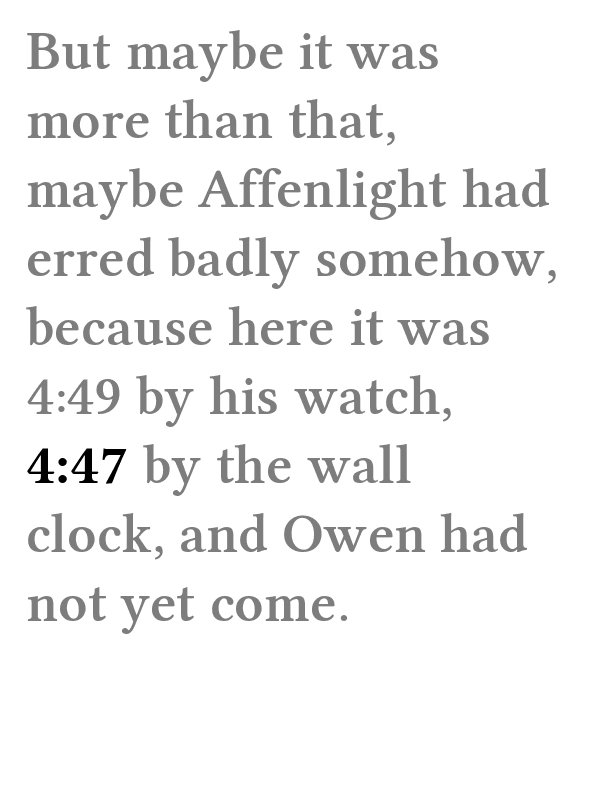 But maybe it was
more than that,
maybe Affenlight had
erred badly somehow,
because here it was
4:49 by his watch,
4:47 by the wall
clock, and Owen had
not yet come.